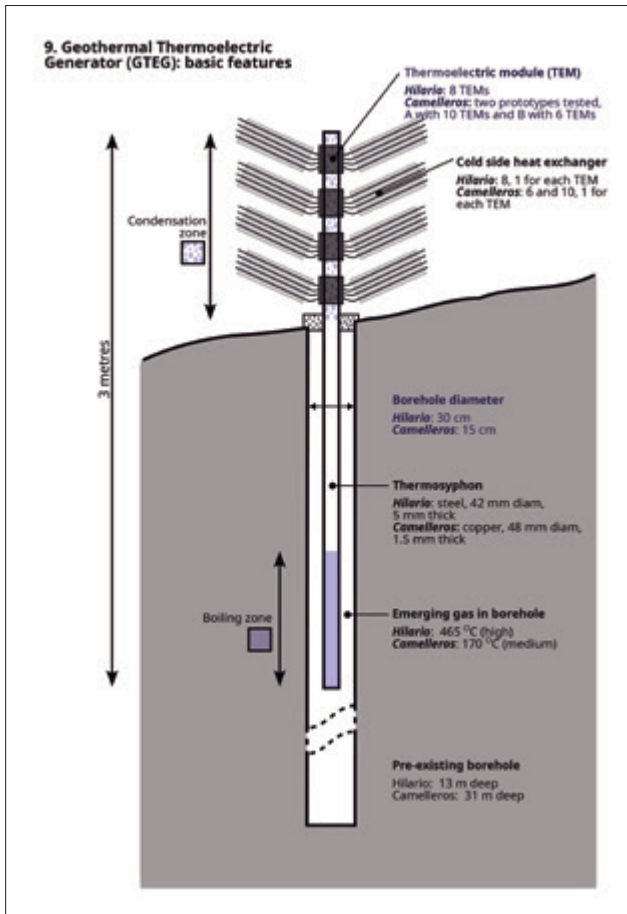 9. Geothermal Thermoelectric
Generator (GTEG): basic features
Thermoelectric module (TEM)
Hilario: 8 TEMs
Camelleros: two prototypes tested,
A with 10 TEMs and B with 6 TEMs
Cold side heat exchanger
Hilario: 8, 1 for each TEM
Camelleros: 6 and 10, 1 for
each TEM
Condensation
zone
3 metres
Borehole diameter
Hilario: 30 cm
Camelleros: 15 cm
Thermosyphon
Hilario: steel, 42 mm diam,
5 mm thick
Camelleros: copper, 48 mm diam,
1.5 mm thick
Boiling zone
Emerging gas in borehole
Hilario: 465 °C (high)
Camelleros: 170 °C (medium)
Pre-existing borehole
Hilario: 13 m deep
Camelleros: 31 m deep